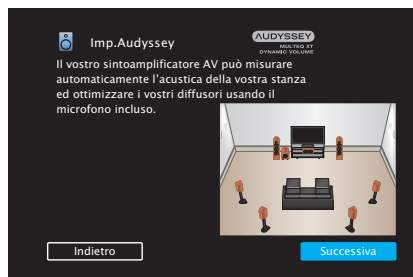 Imp.Audyssey
AUDYSSEY
MULTEQ XT
DYNAMIC VOLUME
Il vostro sintoamplificatore AV può misurare
automaticamente l'acustica della vostra stanza
ed ottimizzare i vostri diffusori usando il
microfono incluso.
Indietro
Successiva